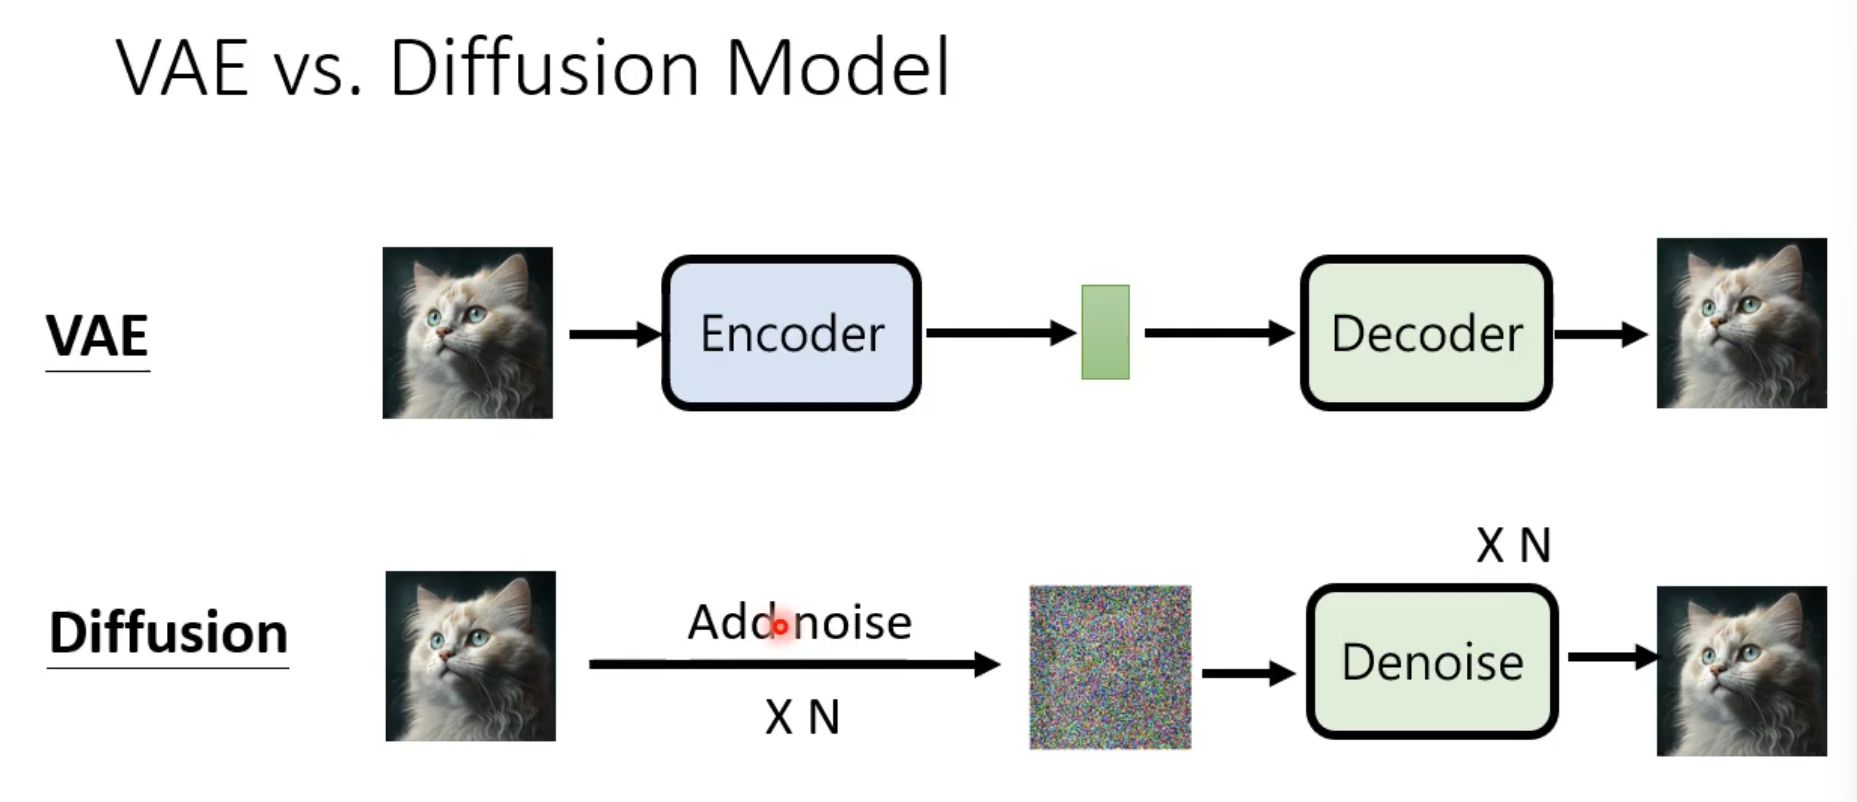 VAE vs. Diffusion Model
VAE
Encoder
Decoder
X N
Diffusion
Add noise
Denoise
X N